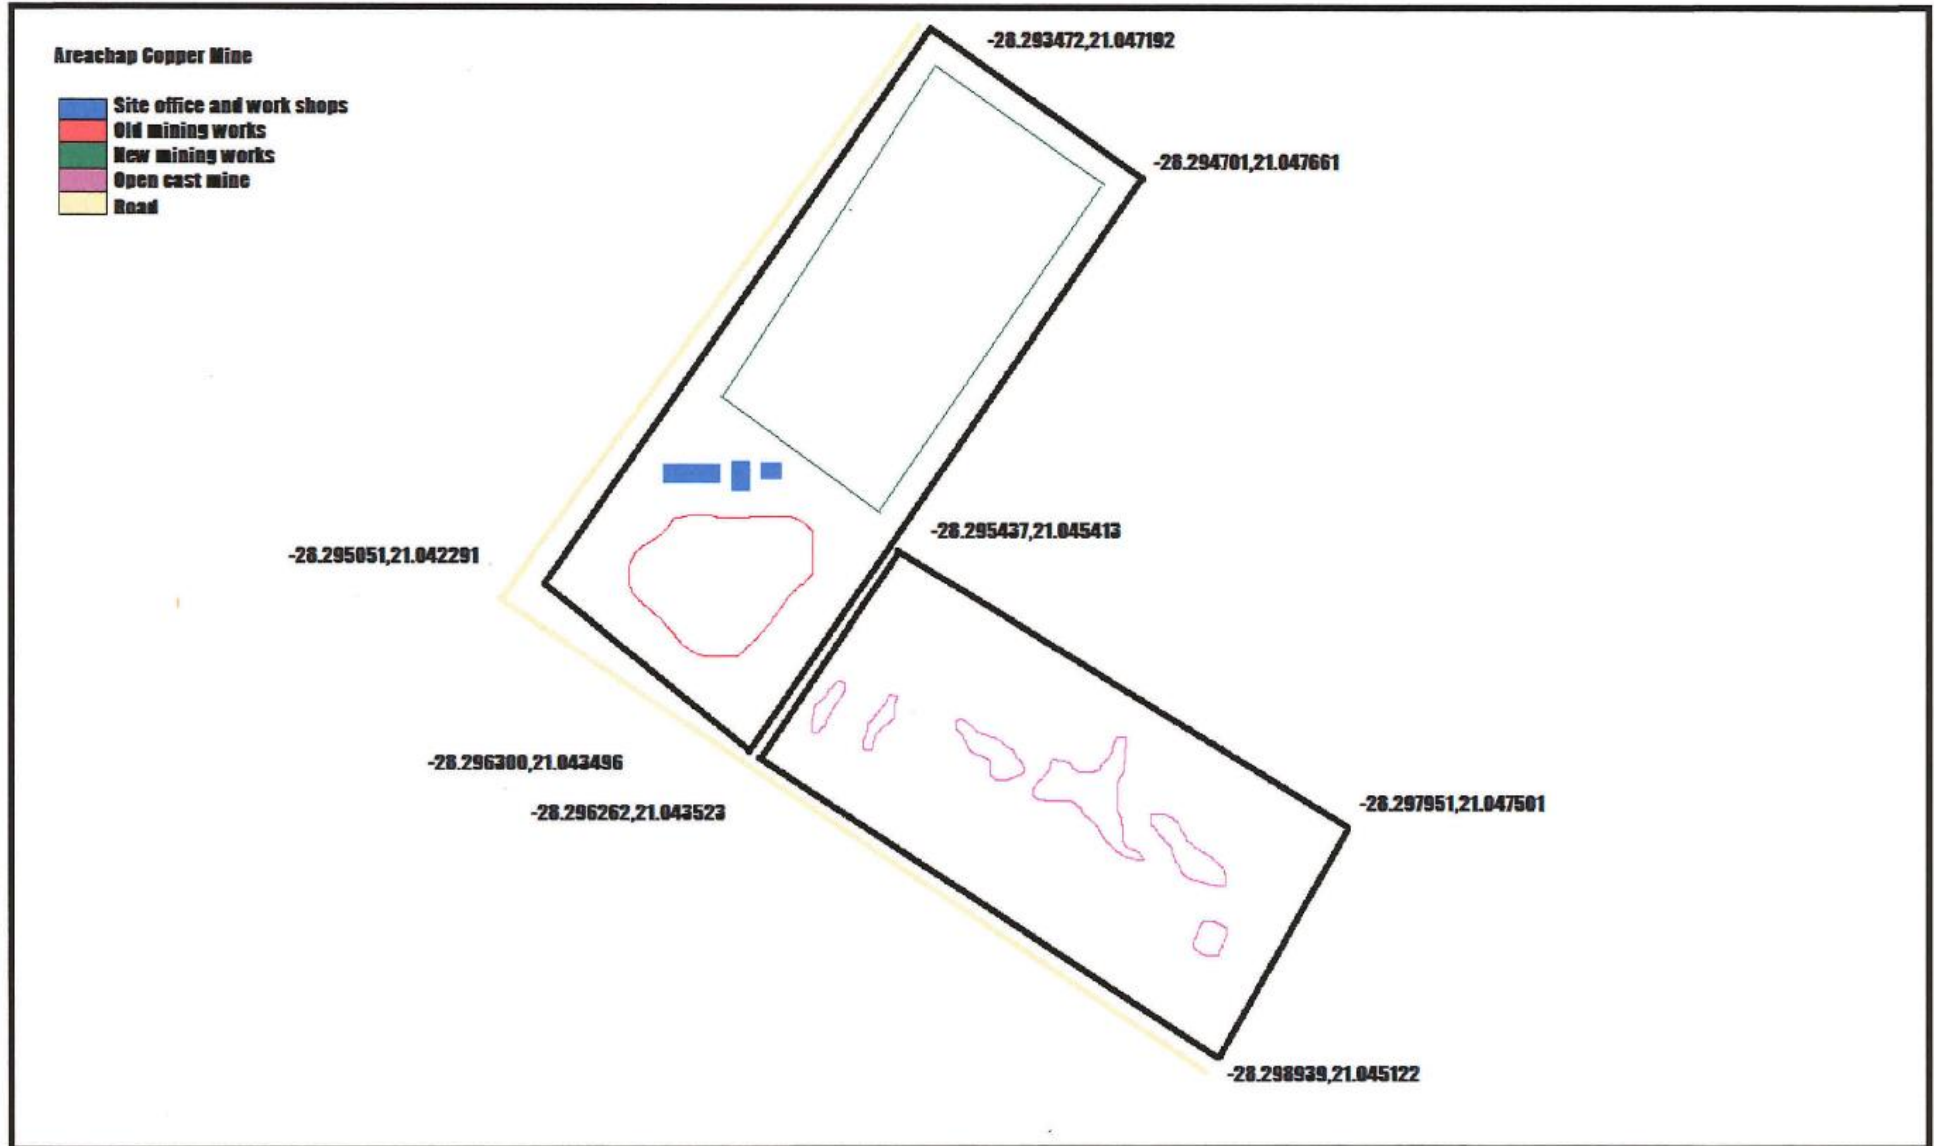 Areachap Copper Mine
Site office and work shops
Old mining works
New mining works
Open cast mine
Road
-28.293472,21.047192
-28.294701,21.047661
-28.295437,21.045413
-28.295051,21.042291
-28.296300,21.043496
-28.296262,21.043523
-28.297951,21.047501
-28.298939,21.045122